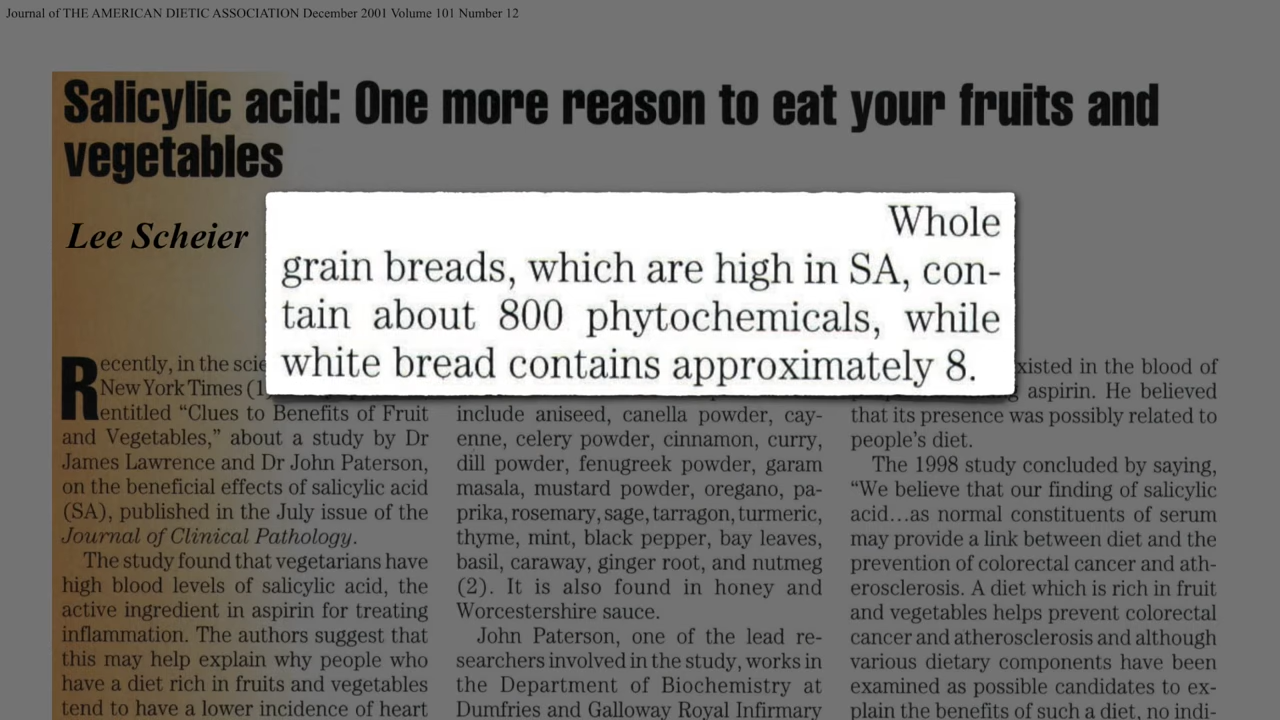 Journal of THE AMERICAN DIETIC ASSOCIATION December 2001 Volume 101 Number 12
Salicylic acid: One more reason to eat your fruits and
vegetables
Lee Scheier
Whole
grain breads, which are high in SA, con-
tain about 800 phytochemicals, while
white bread contains approximately 8.
Recently, in the scie
New York Times (1
entitled “Clues to Benefits of Fruit
and Vegetables,” about a study by Dr
James Lawrence and Dr John Paterson,
on the beneficial effects of salicylic acid
(SA), published in the July issue of the
Journal of Clinical Pathology.
The study found that vegetarians have
high blood levels of salicylic acid, the
active ingredient in aspirin for treating
inflammation. The authors suggest that
this may help explain why people who
have a diet rich in fruits and vegetables
tend to have a lower incidence of heart
include aniseed, canella powder, cay-
enne, celery powder, cinnamon, curry,
dill powder, fenugreek powder, garam
masala, mustard powder, oregano, pa-
prika, rosemary, sage, tarragon, turmeric,
thyme, mint, black pepper, bay leaves,
basil, caraway, ginger root, and nutmeg
(2). It is also found in honey and
Worcestershire sauce.
John Paterson, one of the lead re-
searchers involved in the study, works in
the Department of Biochemistry at
Dumfries and Galloway Royal Infirmary
xisted in the blood of
aspirin. He believed
that its presence was possibly related to
people’s diet.
The 1998 study concluded by saying,
“We believe that our finding of salicylic
acid...as normal constituents of serum
may provide a link between diet and the
prevention of colorectal cancer and ath-
erosclerosis. A diet which is rich in fruit
and vegetables helps prevent colorectal
cancer and atherosclerosis and although
various dietary components have been
examined as possible candidates to ex-
plain the benefits of such a diet, no indi-